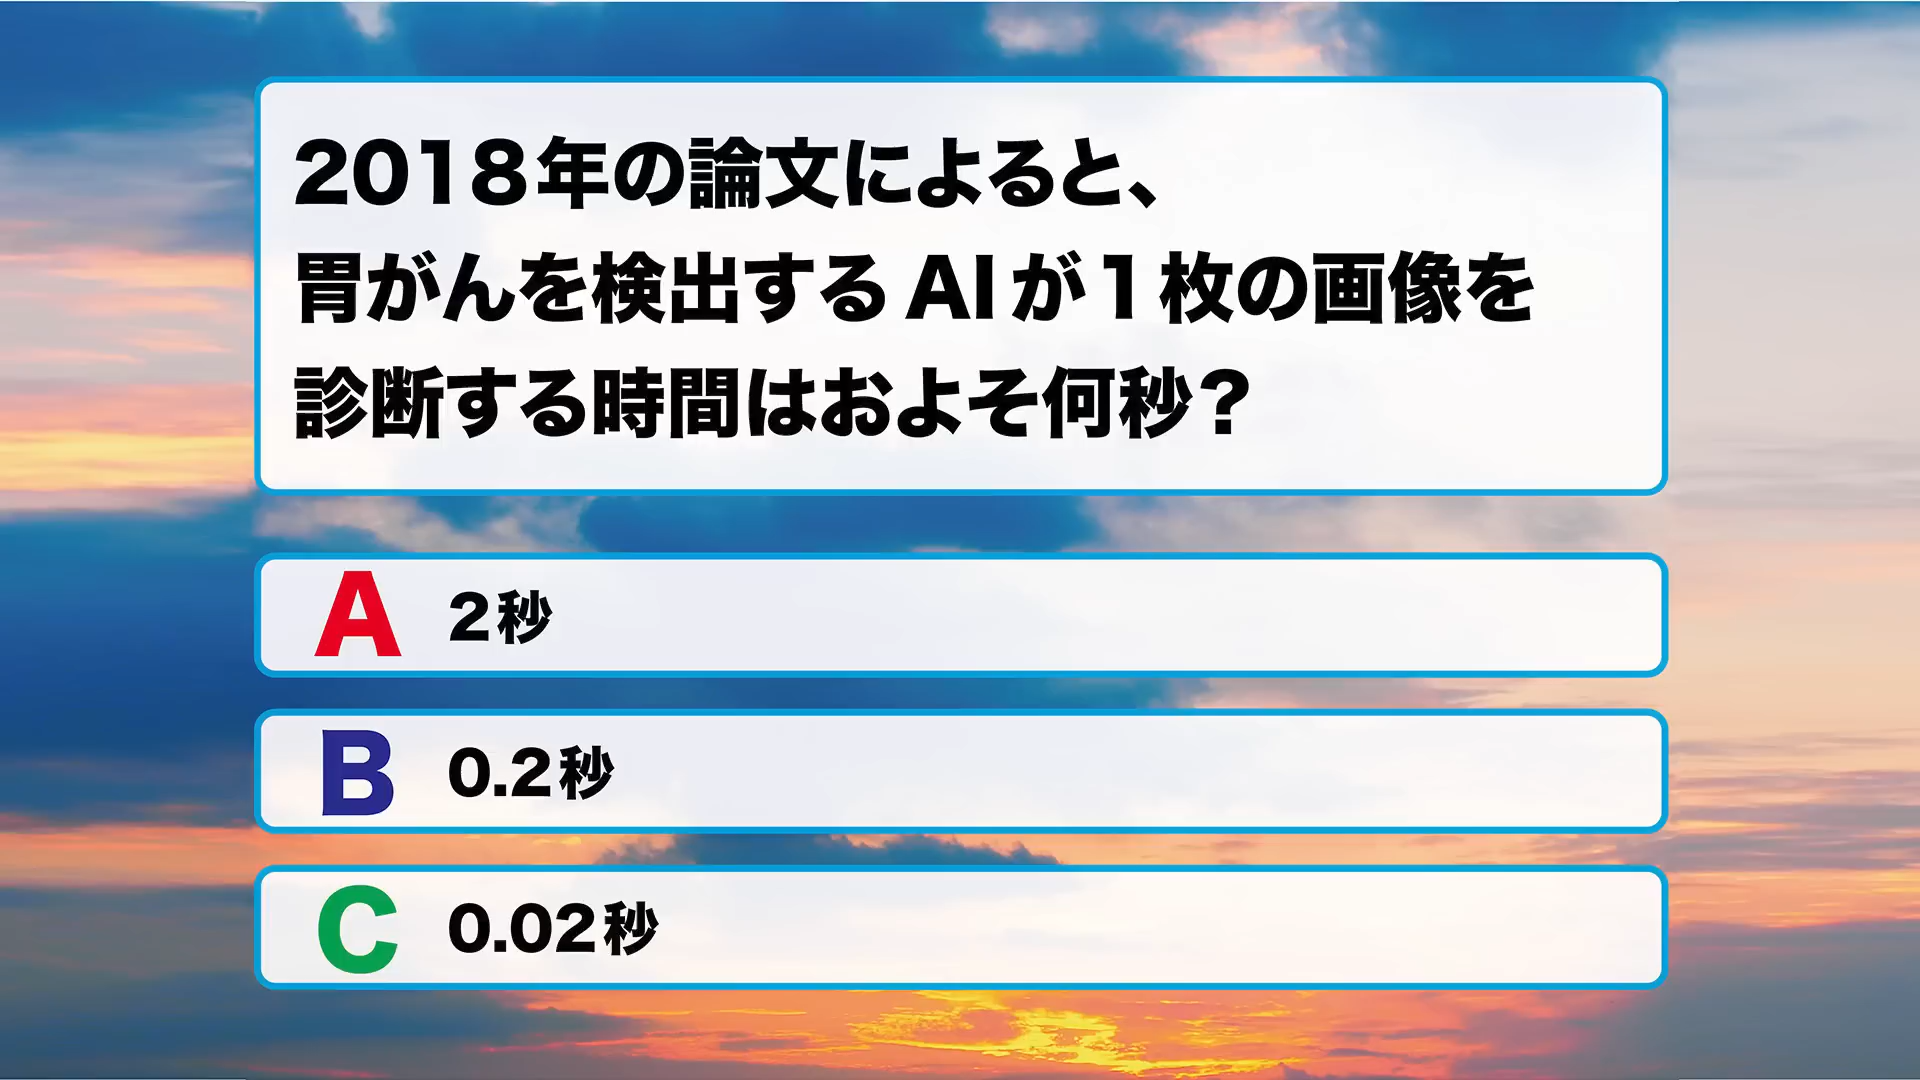 2018年の論文によると、
胃がんを検出するAIが1枚の画像を
診断する時間はおよそ何秒？
A 2秒
B 0.2秒
C 0.02秒